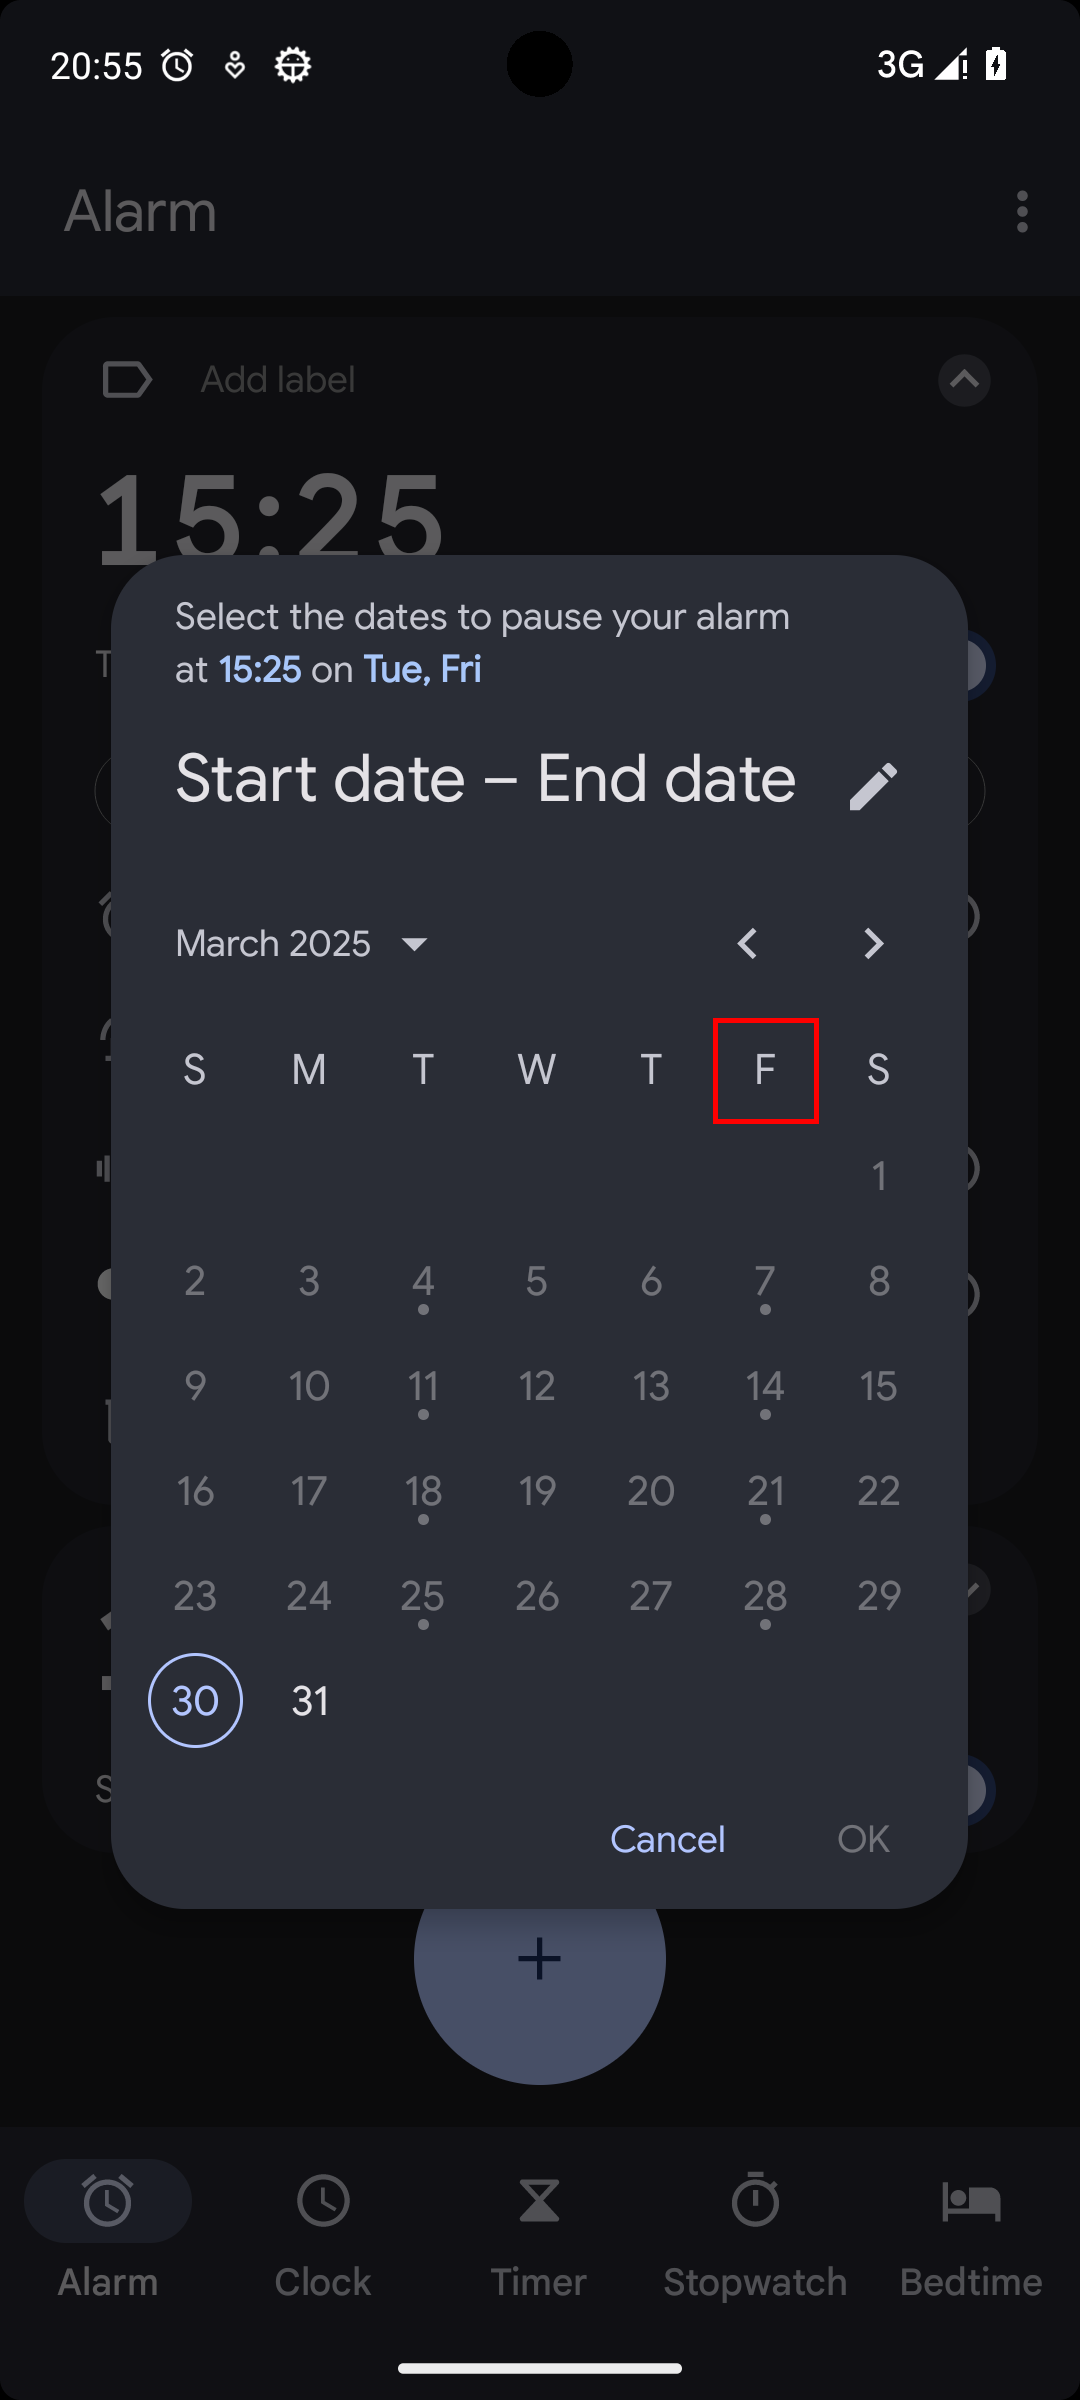 20:55
3G
Alarm
Add label
15:25
Select the dates to pause your alarm
at 15:25 on Tue, Fri
Start date – End date
March 2025
S M T W T F S
1
2 3 4 5 6 7 8
9 10 11 12 13 14 15
16 17 18 19 20 21 22
23 24 25 26 27 28 29
30 31
Cancel OK
Alarm Clock Timer Stopwatch Bedtime